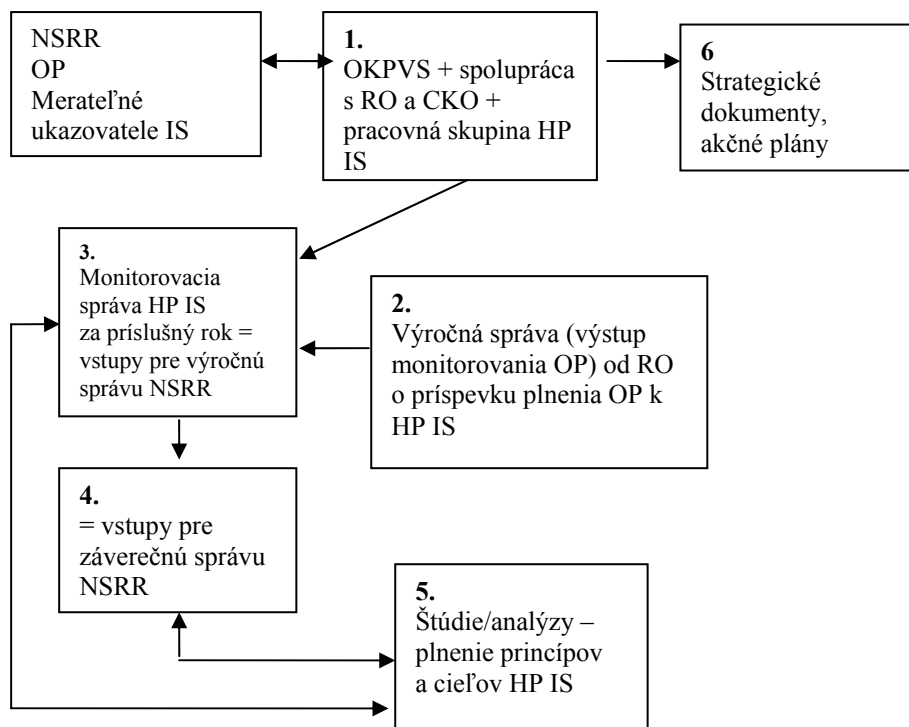 NSRR
OP
Merateľné
ukazovatele IS
1.
OKPVS + spolupráca
s RO a CKO +
pracovná skupina HP
IS
6
Strategické
dokumenty,
akčné plány
3.
Monitorovacia
správa HP IS
za príslušný rok =
vstupy pre výročnú
správu NSRR
2.
Výročná správa (výstup
monitorovania OP) od RO
o príspevku plnenia OP k
HP IS
4.
= vstupy pre
záverečnú správu
NSRR
5.
Štúdie/analýzy –
plnenie princípov
a cieľov HP IS